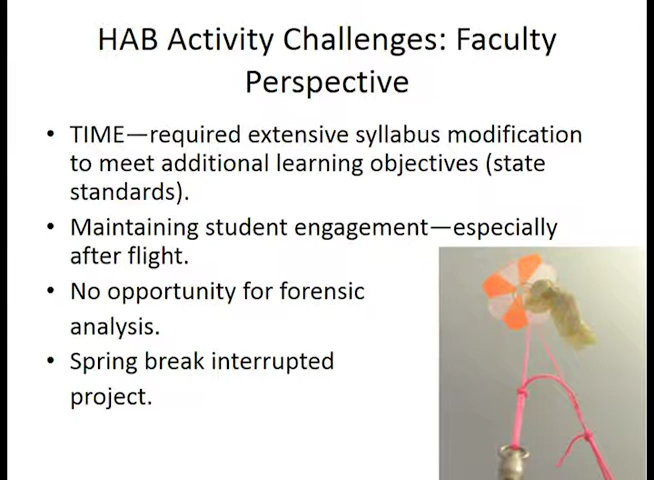 HAB Activity Challenges: Faculty
Perspective
• TIME—required extensive syllabus modification
to meet additional learning objectives (state
standards).
• Maintaining student engagement—especially
after flight.
• No opportunity for forensic
analysis.
• Spring break interrupted
project.